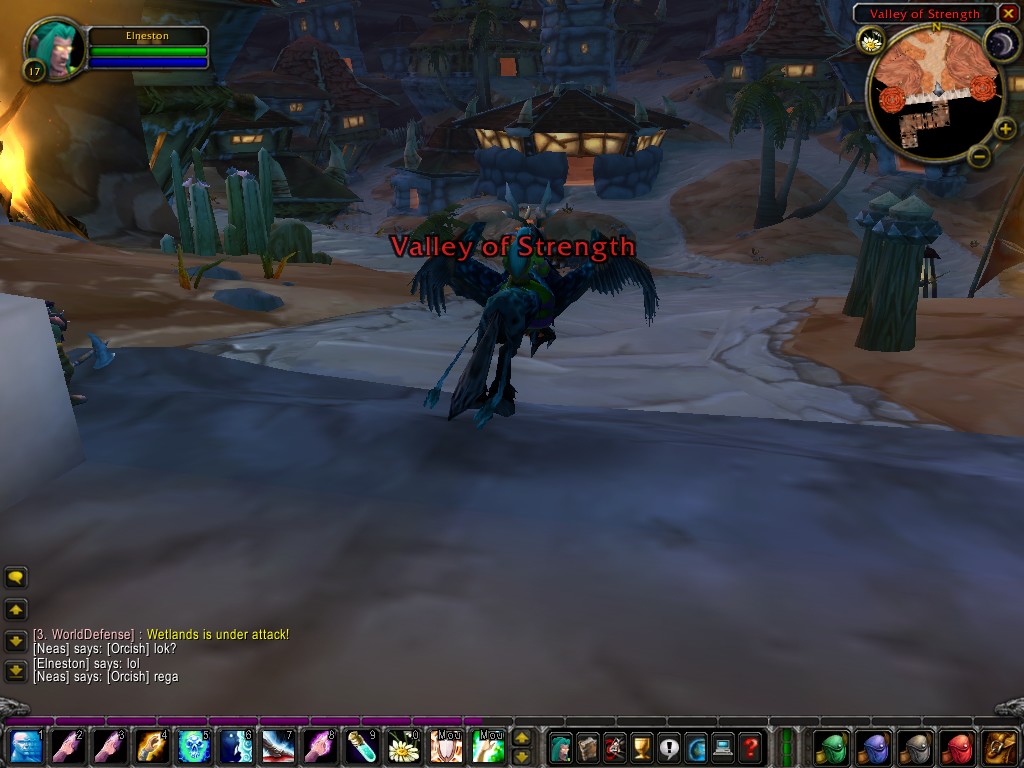 Elneston
17
Valley of Strength
N
Valley of Strength
[3. WorldDefense] : Wetlands is under attack!
[Neas] says: [Orcish] lok?
[Elneston] says: lol
[Neas] says: [Orcish] rega
1 2 3 4 5 6 7 8 9 0
Mou Mou